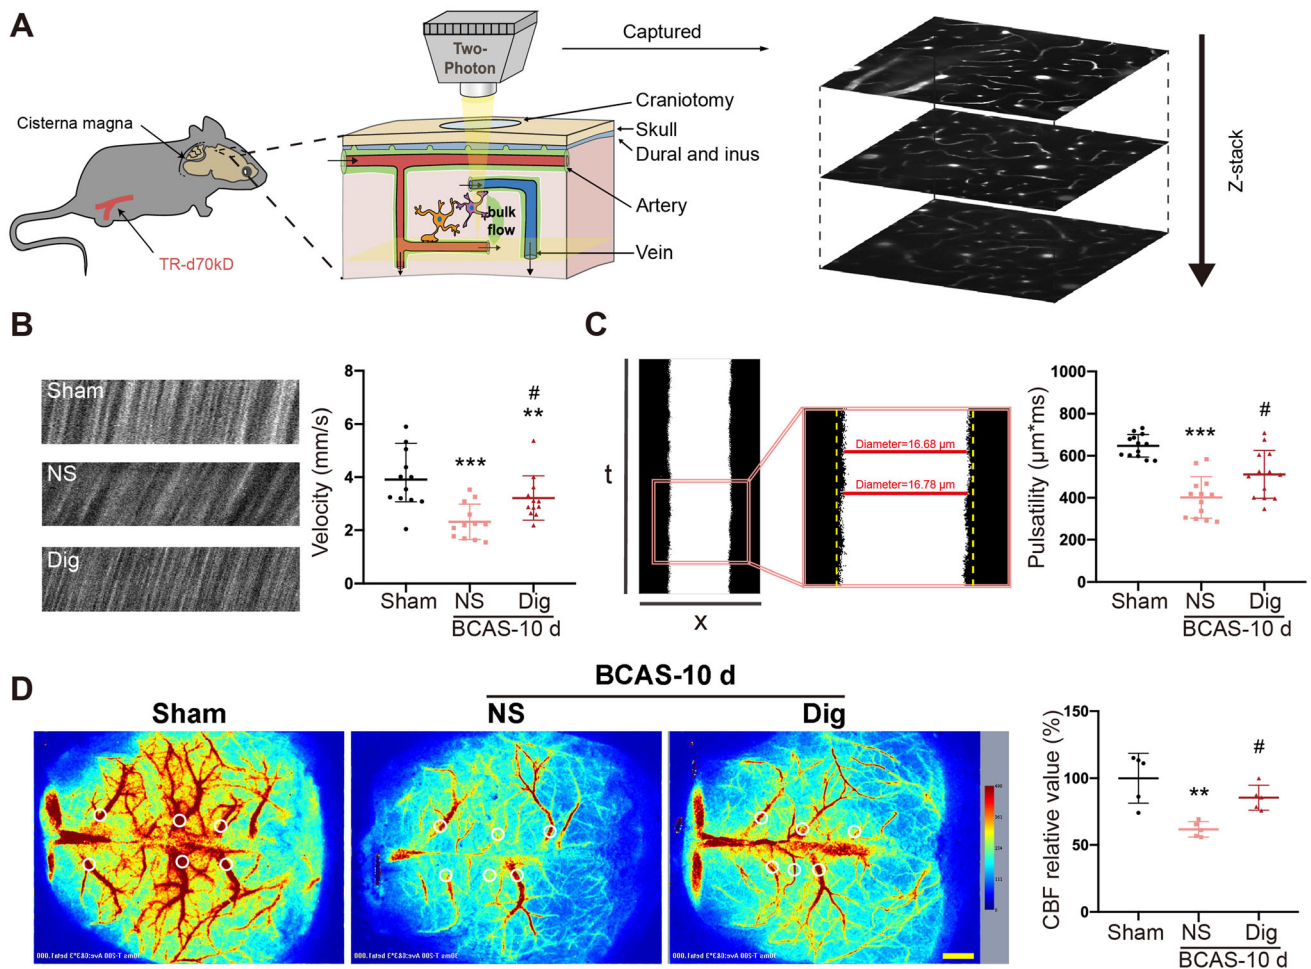 A
Two-
Photon
Captured
Craniotomy
Skull
Dural and inus
Artery
Vein
Cisterna magna
TR-d70kD
bulk
flow
Z-stack
B
Sham
NS
Dig
Velocity (mm/s)
8
6
4
2
0
***
#
**
Sham
NS
Dig
BCAS-10 d
C
t
x
Diameter=16.68 µm
Diameter=16.78 µm
Pulsatility (µm*ms)
1000
800
600
400
200
0
***
#
Sham
NS
Dig
BCAS-10 d
D
BCAS-10 d
Sham
NS
Dig
CBF relative value (%)
150
100
50
0
**
#
Sham
NS
Dig
BCAS-10 d